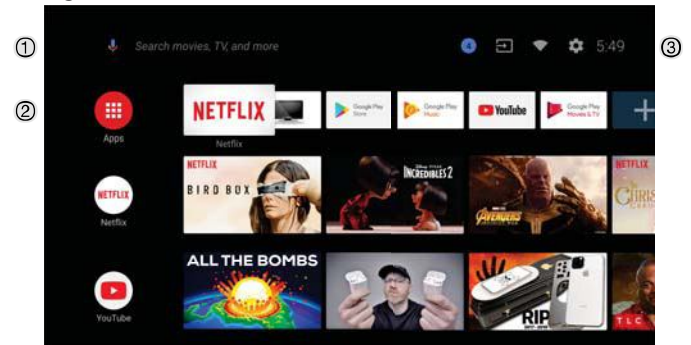 ① Search movies, TV, and more 4 5:49 ③
② Apps NETFLIX Google Play Store Google Play Music YouTube Google Play Movies & TV
Netflix
NETFLIX Netflix NETFLIX BIRD BOX Disney PIXAR INCREDIBLES 2 AVENGERS NETFLIX
YouTube ALL THE BOMBS RIP TLC